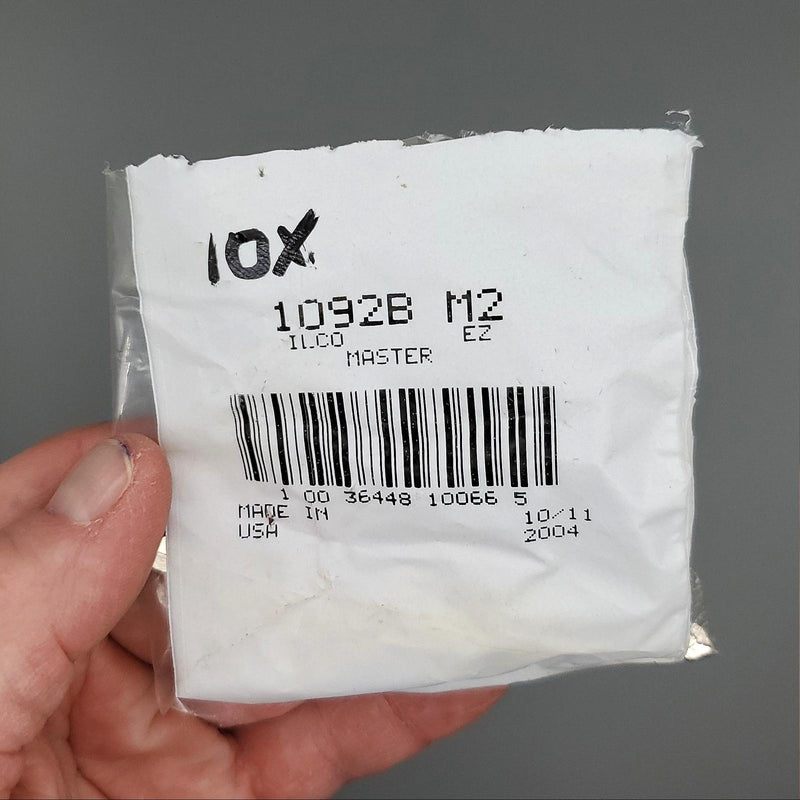 10X
1092B M2
ILCO EZ
MASTER
1 00 36448 10066 5
MADE IN 10/11
USA 2004